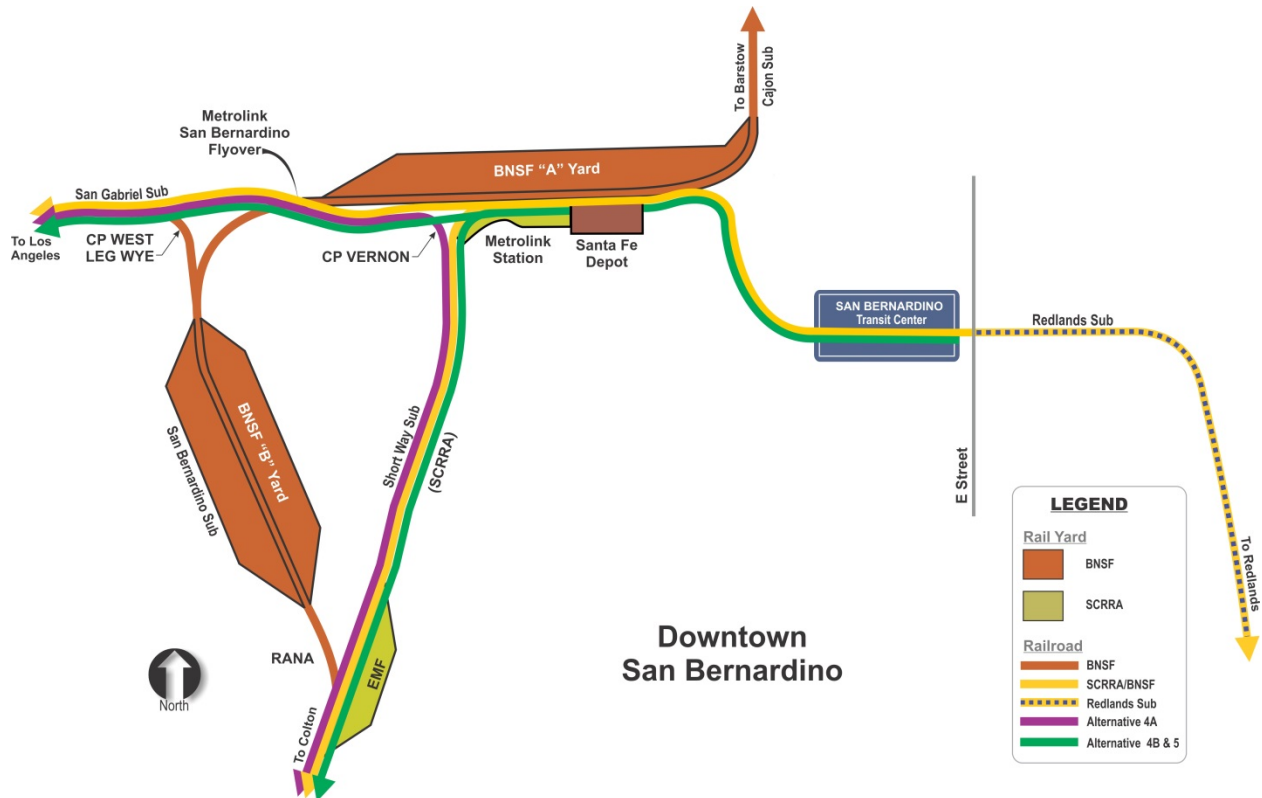 To Barstow
Cajon Sub
Metrolink
San Bernardino
Flyover
BNSF “A” Yard
San Gabriel Sub
To Los
Angeles
CP WEST
LEG WYE
CP VERNON
Metrolink
Station
Santa Fe
Depot
SAN BERNARDINO
Transit Center
Redlands Sub
BNSF “B” Yard
San Bernardino Sub
Short Way Sub
(SCRRA)
E Street
To Redlands
RANA
EMF
To Colton
North
Downtown
San Bernardino
LEGEND
Rail Yard
BNSF
SCRRA
Railroad
BNSF
SCRRA/BNSF
Redlands Sub
Alternative 4A
Alternative 4B & 5